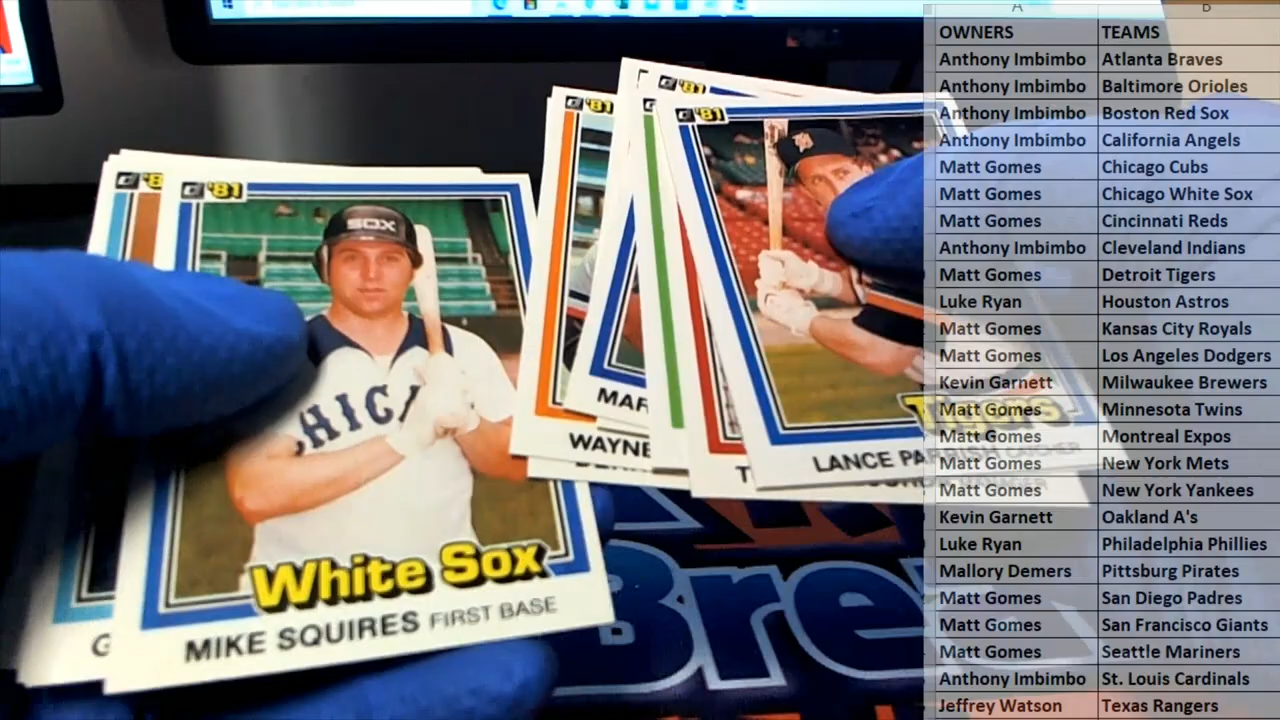 '81
'8
SOX
CHICA
White Sox
MIKE SQUIRES FIRST BASE
G
'81
WAYNE
MAR
'81
'81
Tigers
LANCE PARRISH CATCHER
T
MANAGER
Bre
A B
OWNERS TEAMS
Anthony Imbimbo Atlanta Braves
Anthony Imbimbo Baltimore Orioles
Anthony Imbimbo Boston Red Sox
Anthony Imbimbo California Angels
Matt Gomes Chicago Cubs
Matt Gomes Chicago White Sox
Matt Gomes Cincinnati Reds
Anthony Imbimbo Cleveland Indians
Matt Gomes Detroit Tigers
Luke Ryan Houston Astros
Matt Gomes Kansas City Royals
Matt Gomes Los Angeles Dodgers
Kevin Garnett Milwaukee Brewers
Matt Gomes Minnesota Twins
Matt Gomes Montreal Expos
Matt Gomes New York Mets
Matt Gomes New York Yankees
Kevin Garnett Oakland A's
Luke Ryan Philadelphia Phillies
Mallory Demers Pittsburg Pirates
Matt Gomes San Diego Padres
Matt Gomes San Francisco Giants
Matt Gomes Seattle Mariners
Anthony Imbimbo St. Louis Cardinals
Jeffrey Watson Texas Rangers